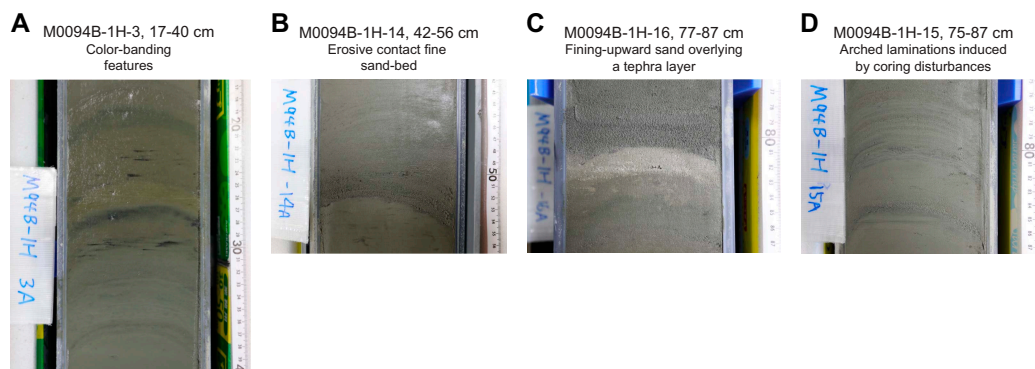 A
M0094B-1H-3, 17-40 cm
Color-banding
features
M94B-1H
3A
20
30
4
B
M0094B-1H-14, 42-56 cm
Erosive contact fine
sand-bed
M94B-1H
-14A
50
C
M0094B-1H-16, 77-87 cm
Fining-upward sand overlying
a tephra layer
M94B-1H
80
D
M0094B-1H-15, 75-87 cm
Arched laminations induced
by coring disturbances
M94B-1H
15A
80